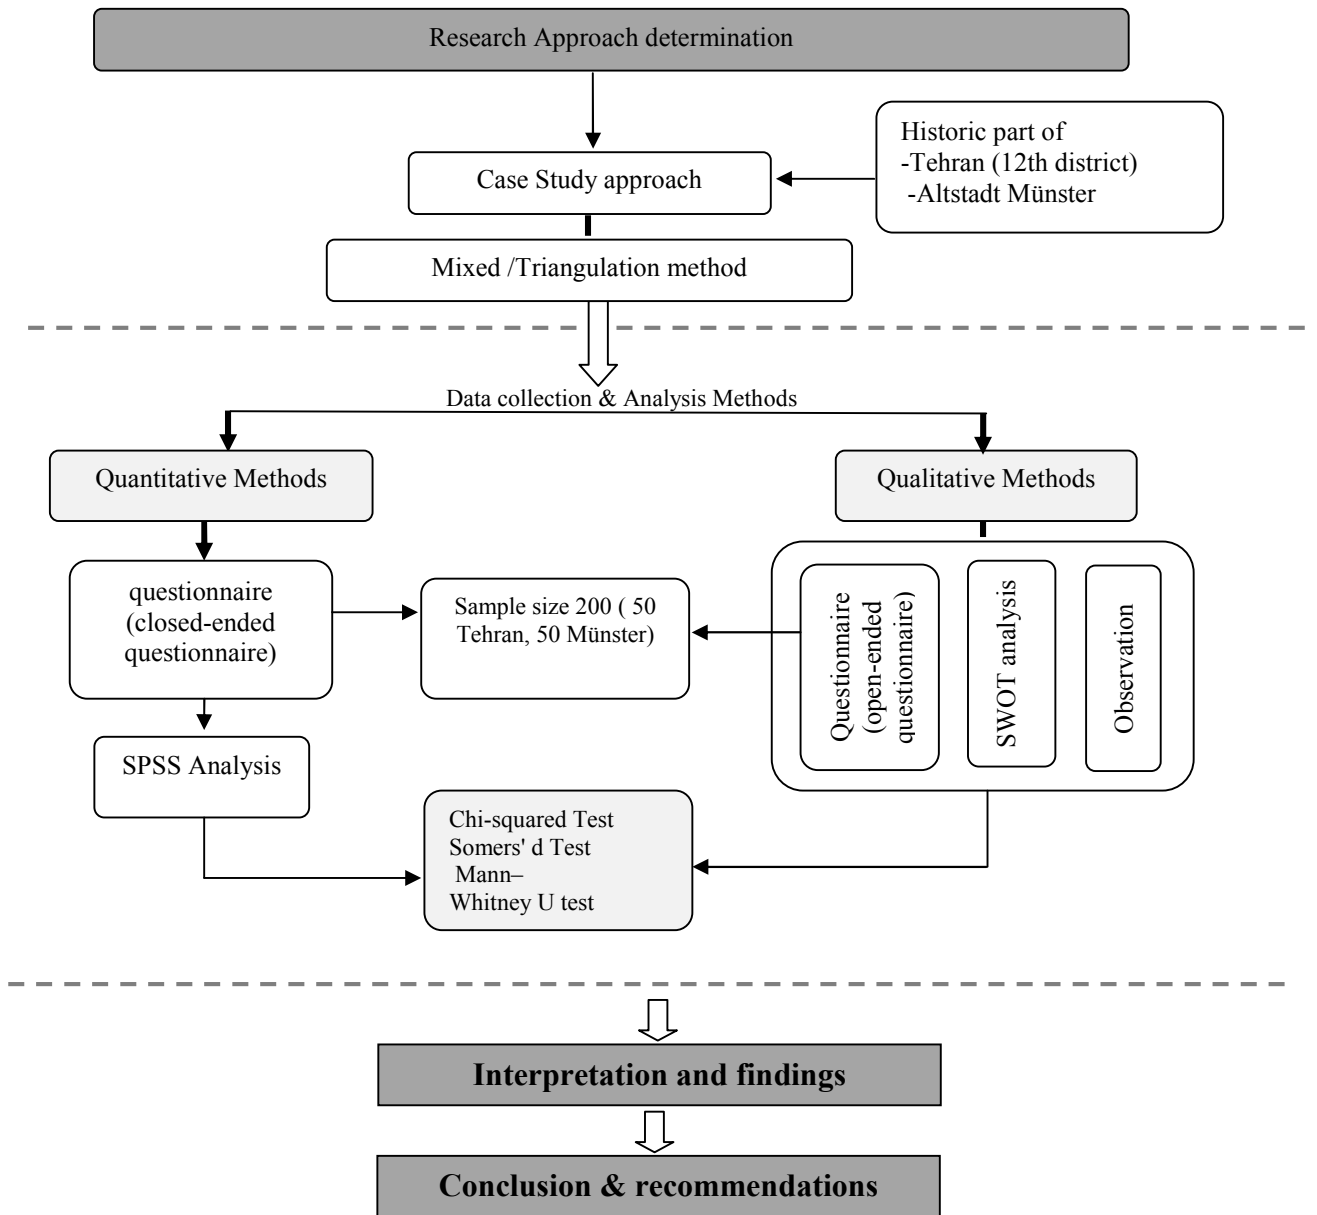 Research Approach determination
Historic part of
-Tehran (12th district)
-Altstadt Münster
Case Study approach
Mixed /Triangulation method
Data collection & Analysis Methods
Quantitative Methods
Qualitative Methods
questionnaire
(closed-ended
questionnaire)
Sample size 200 ( 50
Tehran, 50 Münster)
Questionnaire
(open-ended
questionnaire)
SWOT analysis
Observation
SPSS Analysis
Chi-squared Test
Somers' d Test
Mann–
Whitney U test
Interpretation and findings
Conclusion & recommendations